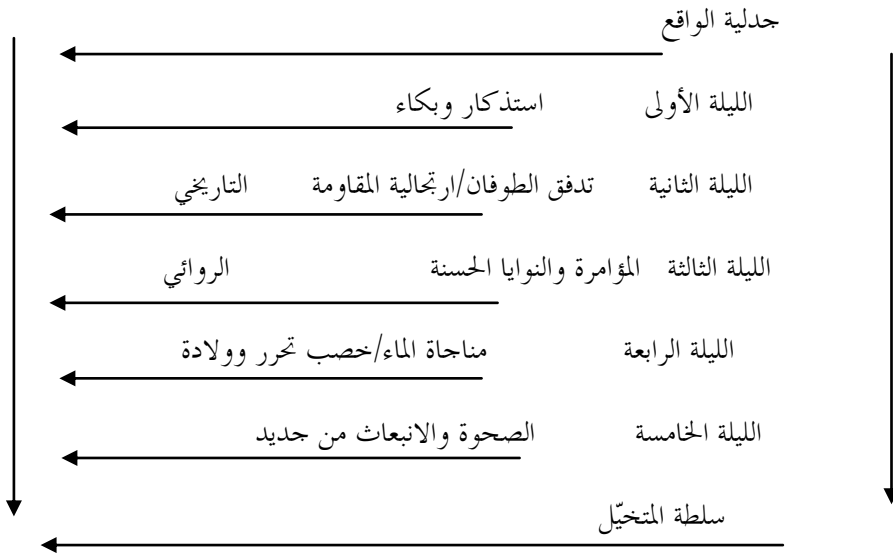 جدلية الواقع
الليلة الأولى استذكار وبكاء
الليلة الثانية تدفق الطوفان/ارتجالية المقاومة التاريخي
الليلة الثالثة المؤامرة والنوايا الحسنة الروائي
الليلة الرابعة مناجاة الماء/خصب تحرر وولادة
الليلة الخامسة الصحوة والانبعاث من جديد
سلطة المتخيّل